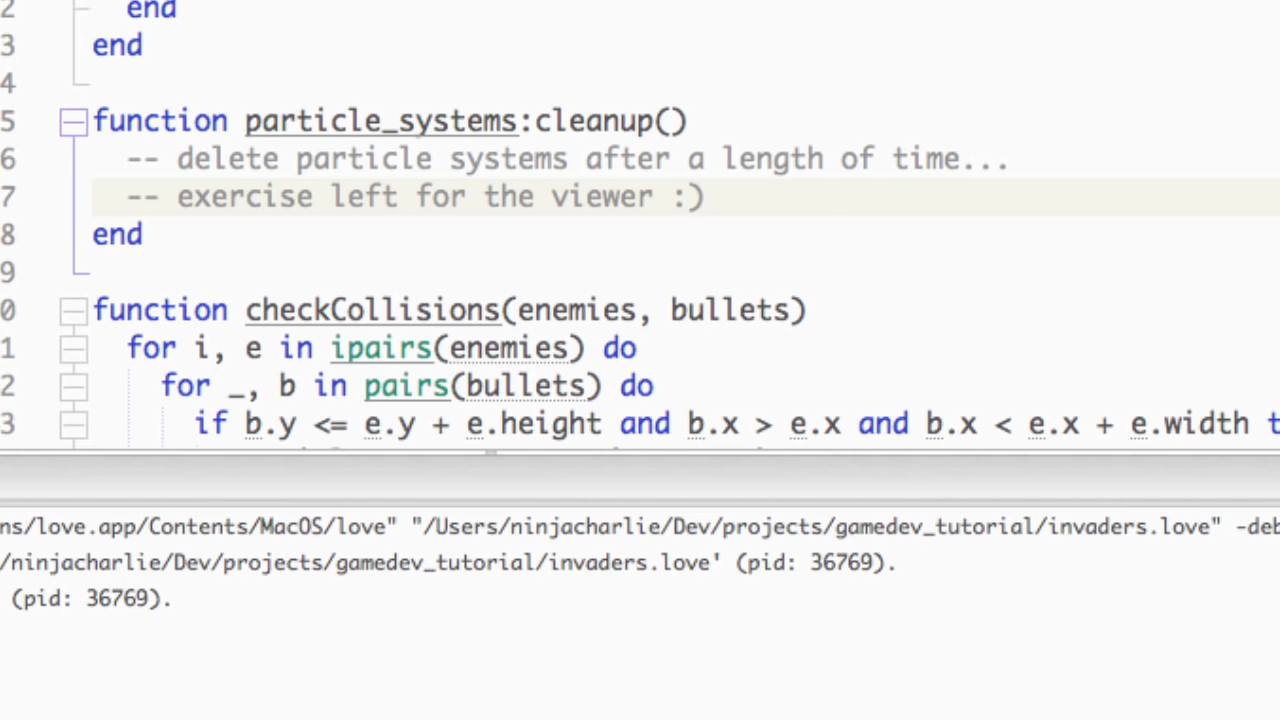 2 end
3 end
4
5 function particle_systems:cleanup()
6 -- delete particle systems after a length of time...
7 -- exercise left for the viewer :)
8 end
9
0 function checkCollisions(enemies, bullets)
1 for i, e in ipairs(enemies) do
2 for _, b in pairs(bullets) do
3 if b.y <= e.y + e.height and b.x > e.x and b.x < e.x + e.width t
ns/love.app/Contents/MacOS/love" "/Users/ninjacharlie/Dev/projects/gamedev_tutorial/invaders.love" -deb
/ninjacharlie/Dev/projects/gamedev_tutorial/invaders.love' (pid: 36769).
(pid: 36769).